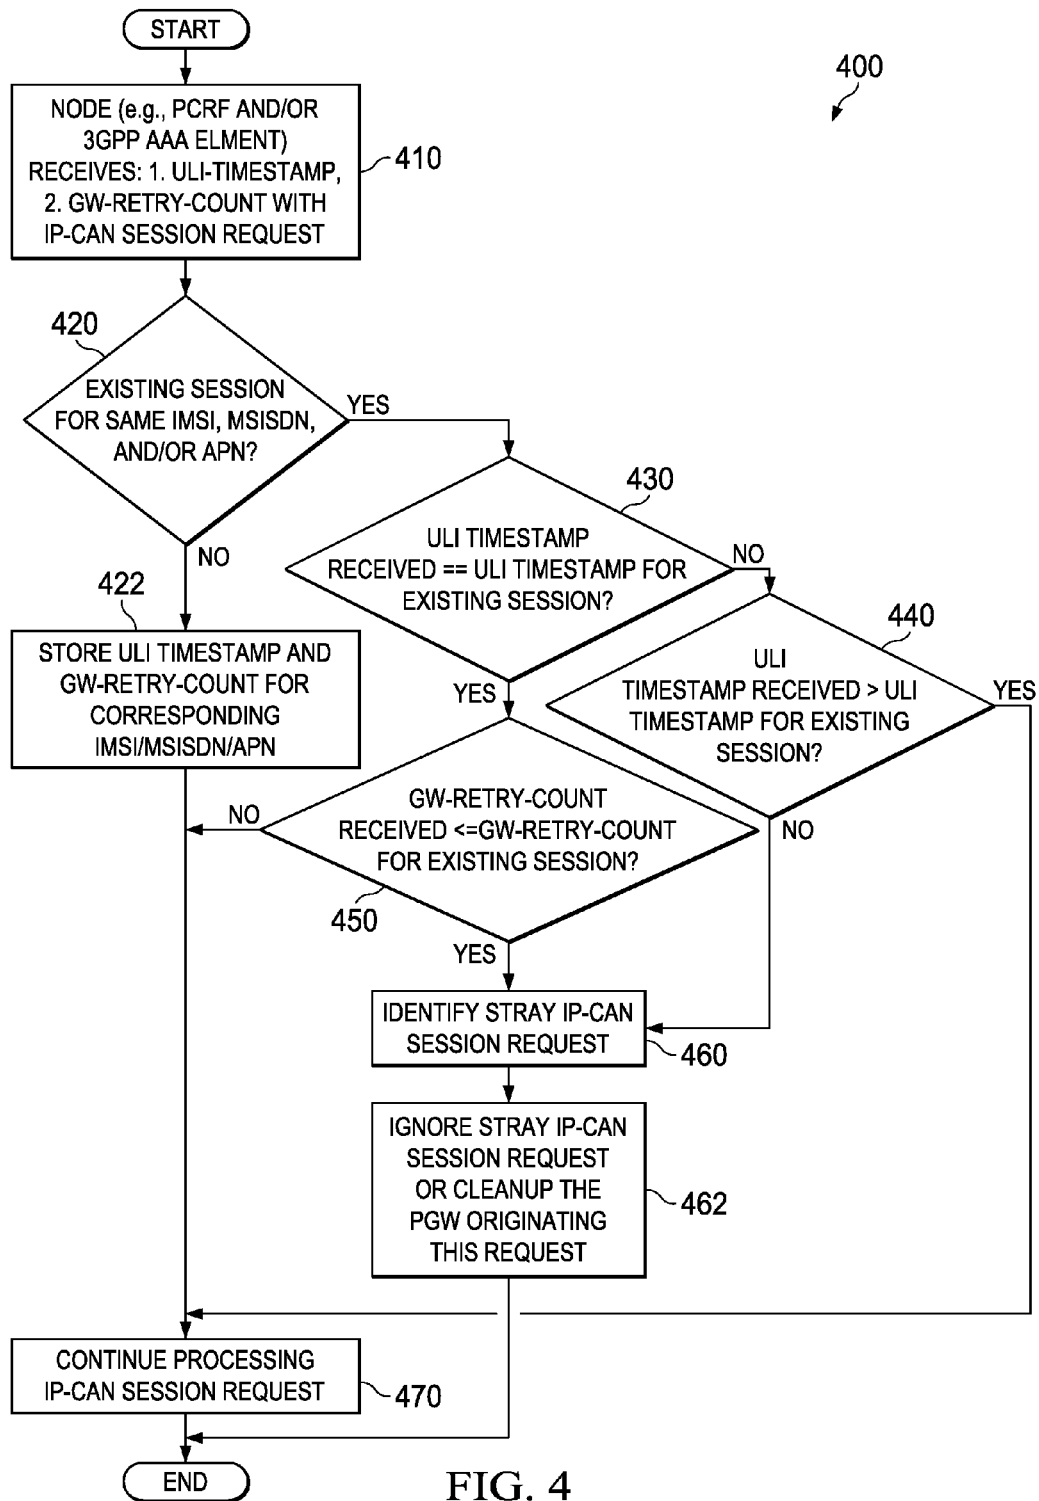 START
400
NODE (e.g., PCRF AND/OR
3GPP AAA ELMENT)
RECEIVES: 1. ULI-TIMESTAMP,
2. GW-RETRY-COUNT WITH
IP-CAN SESSION REQUEST
410
420
EXISTING SESSION
FOR SAME IMSI, MSISDN,
AND/OR APN?
YES
NO
430
ULI TIMESTAMP
RECEIVED == ULI TIMESTAMP FOR
EXISTING SESSION?
NO
YES
422
STORE ULI TIMESTAMP AND
GW-RETRY-COUNT FOR
CORRESPONDING
IMSI/MSISDN/APN
440
ULI
TIMESTAMP RECEIVED > ULI
TIMESTAMP FOR EXISTING
SESSION?
YES
NO
GW-RETRY-COUNT
RECEIVED <=GW-RETRY-COUNT
FOR EXISTING SESSION?
NO
450
YES
IDENTIFY STRAY IP-CAN
SESSION REQUEST
460
IGNORE STRAY IP-CAN
SESSION REQUEST
OR CLEANUP THE
PGW ORIGINATING
THIS REQUEST
462
CONTINUE PROCESSING
IP-CAN SESSION REQUEST
470
END
FIG. 4